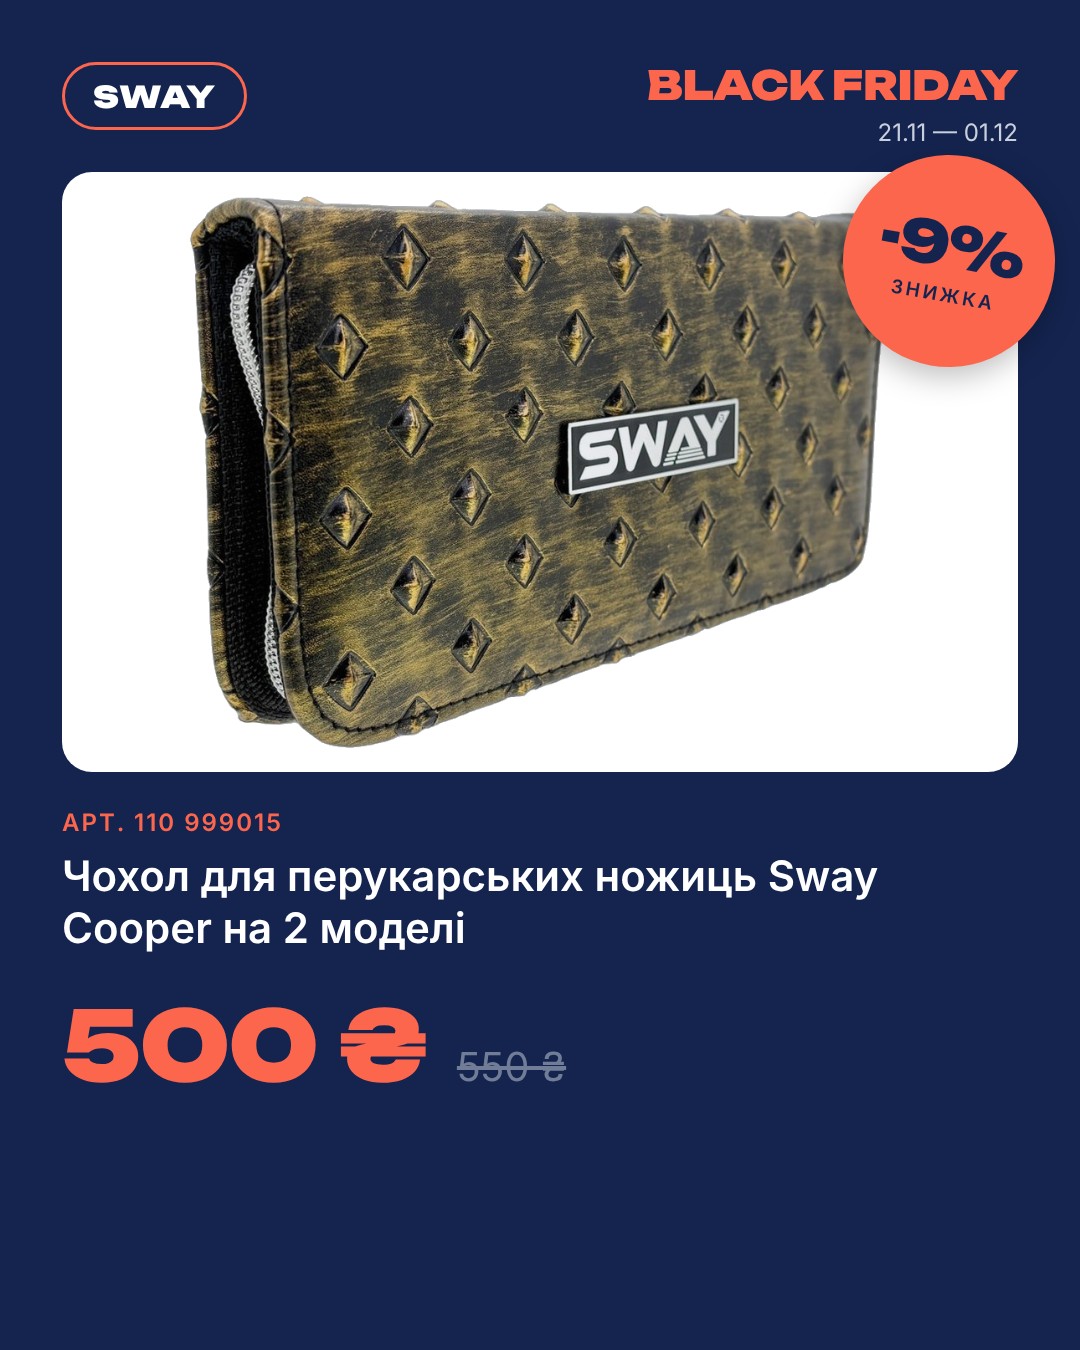 SWAY
BLACK FRIDAY
21.11 — 01.12
-9%
ЗНИЖКА
SWAY
АРТ. 110 999015
Чохол для перукарських ножиць Sway
Cooper на 2 моделі
500 ₴ 550 ₴